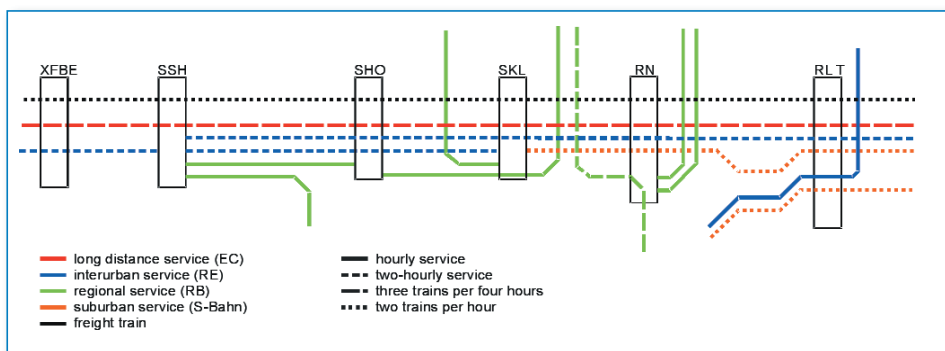 XFBE SSH SHO SKL RN RLT
long distance service (EC)
interurban service (RE)
regional service (RB)
suburban service (S-Bahn)
freight train
hourly service
two-hourly service
three trains per four hours
two trains per hour